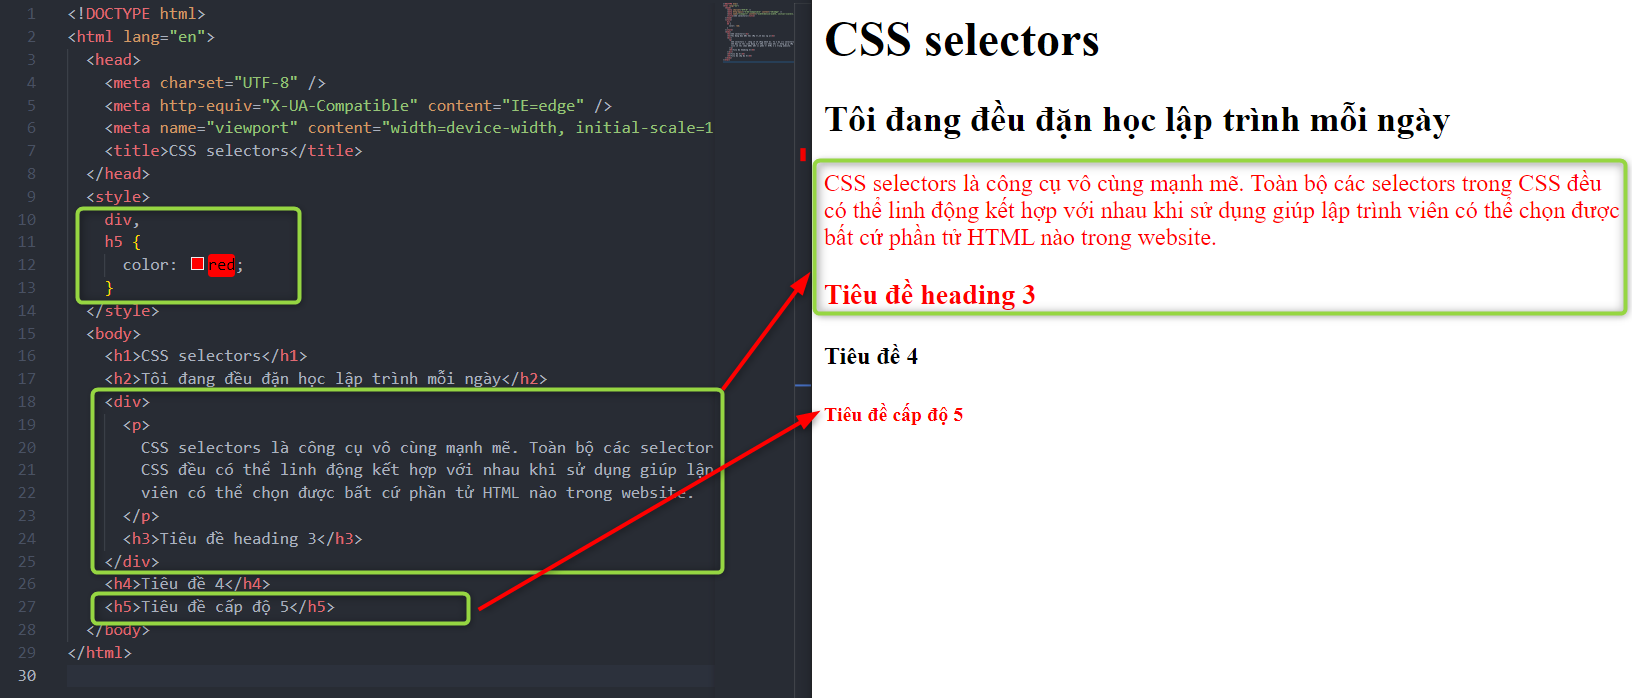 1 <!DOCTYPE html>
2 <html lang="en">
3 <head>
4 <meta charset="UTF-8" />
5 <meta http-equiv="X-UA-Compatible" content="IE=edge" />
6 <meta name="viewport" content="width=device-width, initial-scale=1
7 <title>CSS selectors</title>
8 </head>
9 <style>
10 div,
11 h5 {
12 color: red;
13 }
14 </style>
15 <body>
16 <h1>CSS selectors</h1>
17 <h2>Tôi đang đều đặn học lập trình mỗi ngày</h2>
18 <div>
19 <p>
20 CSS selectors là công cụ vô cùng mạnh mẽ. Toàn bộ các selector
21 CSS đều có thể linh động kết hợp với nhau khi sử dụng giúp lập
22 viên có thể chọn được bất cứ phần tử HTML nào trong website.
23 </p>
24 <h3>Tiêu đề heading 3</h3>
25 </div>
26 <h4>Tiêu đề 4</h4>
27 <h5>Tiêu đề cấp độ 5</h5>
28 </body>
29 </html>
30
CSS selectors
Tôi đang đều đặn học lập trình mỗi ngày
CSS selectors là công cụ vô cùng mạnh mẽ. Toàn bộ các selectors trong CSS đều
có thể linh động kết hợp với nhau khi sử dụng giúp lập trình viên có thể chọn được
bất cứ phần tử HTML nào trong website.
Tiêu đề heading 3
Tiêu đề 4
Tiêu đề cấp độ 5